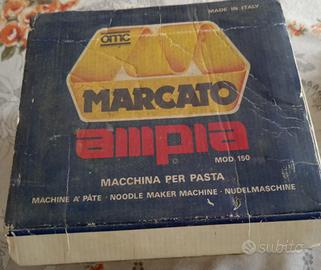 MADE IN ITALY
omc
MARCATO
ampia
MOD. 150
MACCHINA PER PASTA
MACHINE A' PÂTE - NOODLE MAKER MACHINE - NUDELMASCHINE
subito